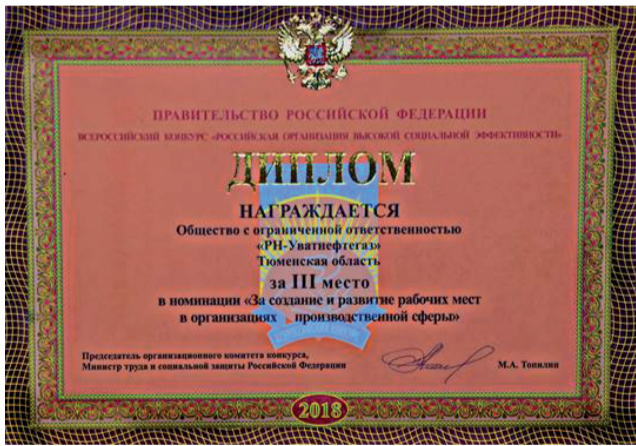 ПРАВИТЕЛЬСТВО РОССИЙСКОЙ ФЕДЕРАЦИИ
ВСЕРОССИЙСКИЙ КОНКУРС «РОССИЙСКАЯ ОРГАНИЗАЦИЯ ВЫСОКОЙ СОЦИАЛЬНОЙ ЭФФЕКТИВНОСТИ»
ДИПЛОМ
НАГРАЖДАЕТСЯ
Общество с ограниченной ответственностью
«РН-Уватнефтегаз»
Тюменская область
за III место
в номинации «За создание и развитие рабочих мест
в организациях производственной сферы»
Председатель организационного комитета конкурса,
Министр труда и социальной защиты Российской Федерации
М.А. Топилин
2018